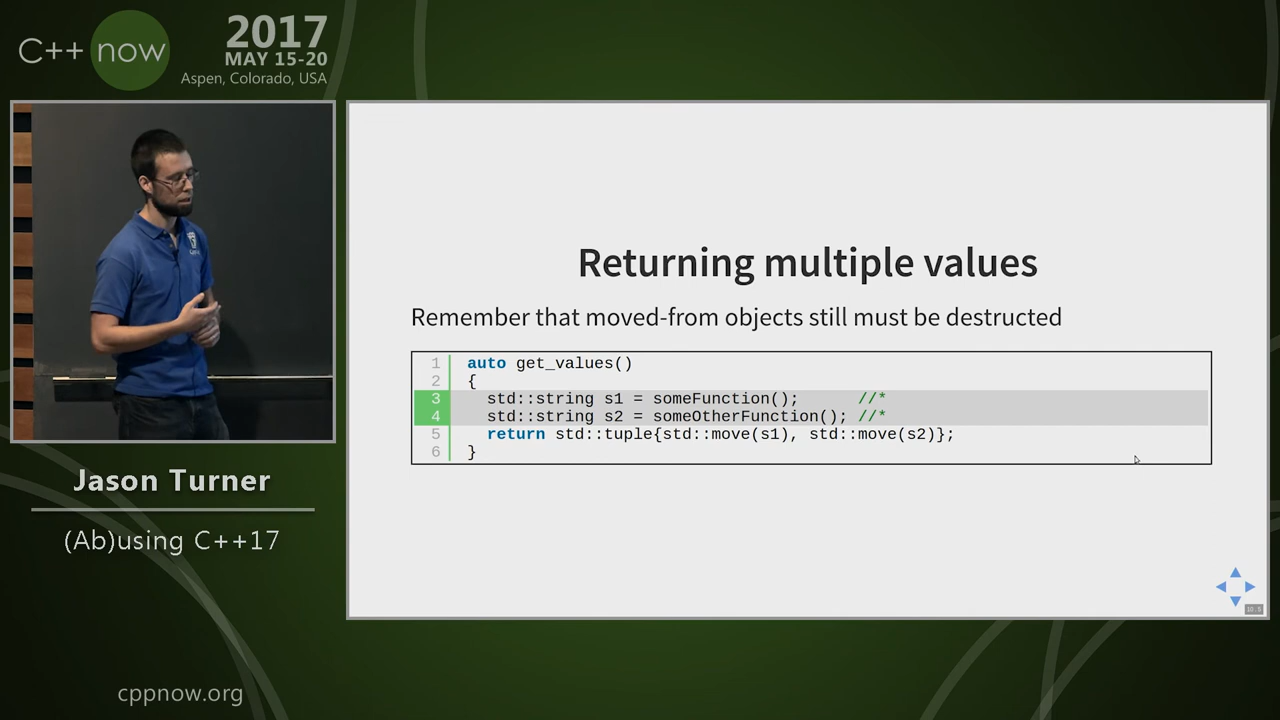 C++ now
2017
MAY 15-20
Aspen, Colorado, USA
Returning multiple values
Remember that moved-from objects still must be destructed
1 auto get_values()
2 {
3 std::string s1 = someFunction(); //*
4 std::string s2 = someOtherFunction(); //*
5 return std::tuple{std::move(s1), std::move(s2)};
6 }
Jason Turner
(Ab)using C++17
cppnow.org